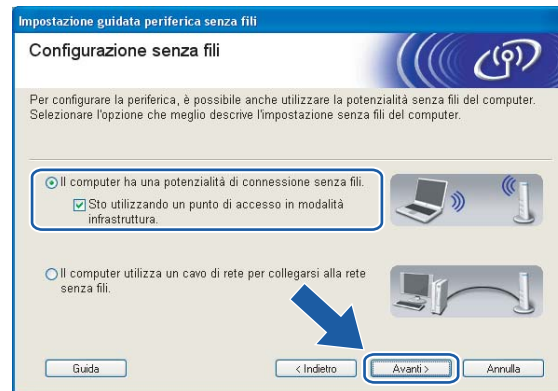 Impostazione guidata periferica senza fili
Configurazione senza fili
Per configurare la periferica, è possibile anche utilizzare la potenzialità senza fili del computer.
Selezionare l'opzione che meglio descrive l'impostazione senza fili del computer.
Il computer ha una potenzialità di connessione senza fili.
Sto utilizzando un punto di accesso in modalità
infrastruttura.
Il computer utilizza un cavo di rete per collegarsi alla rete
senza fili.
Guida
< Indietro
Avanti >
Annulla